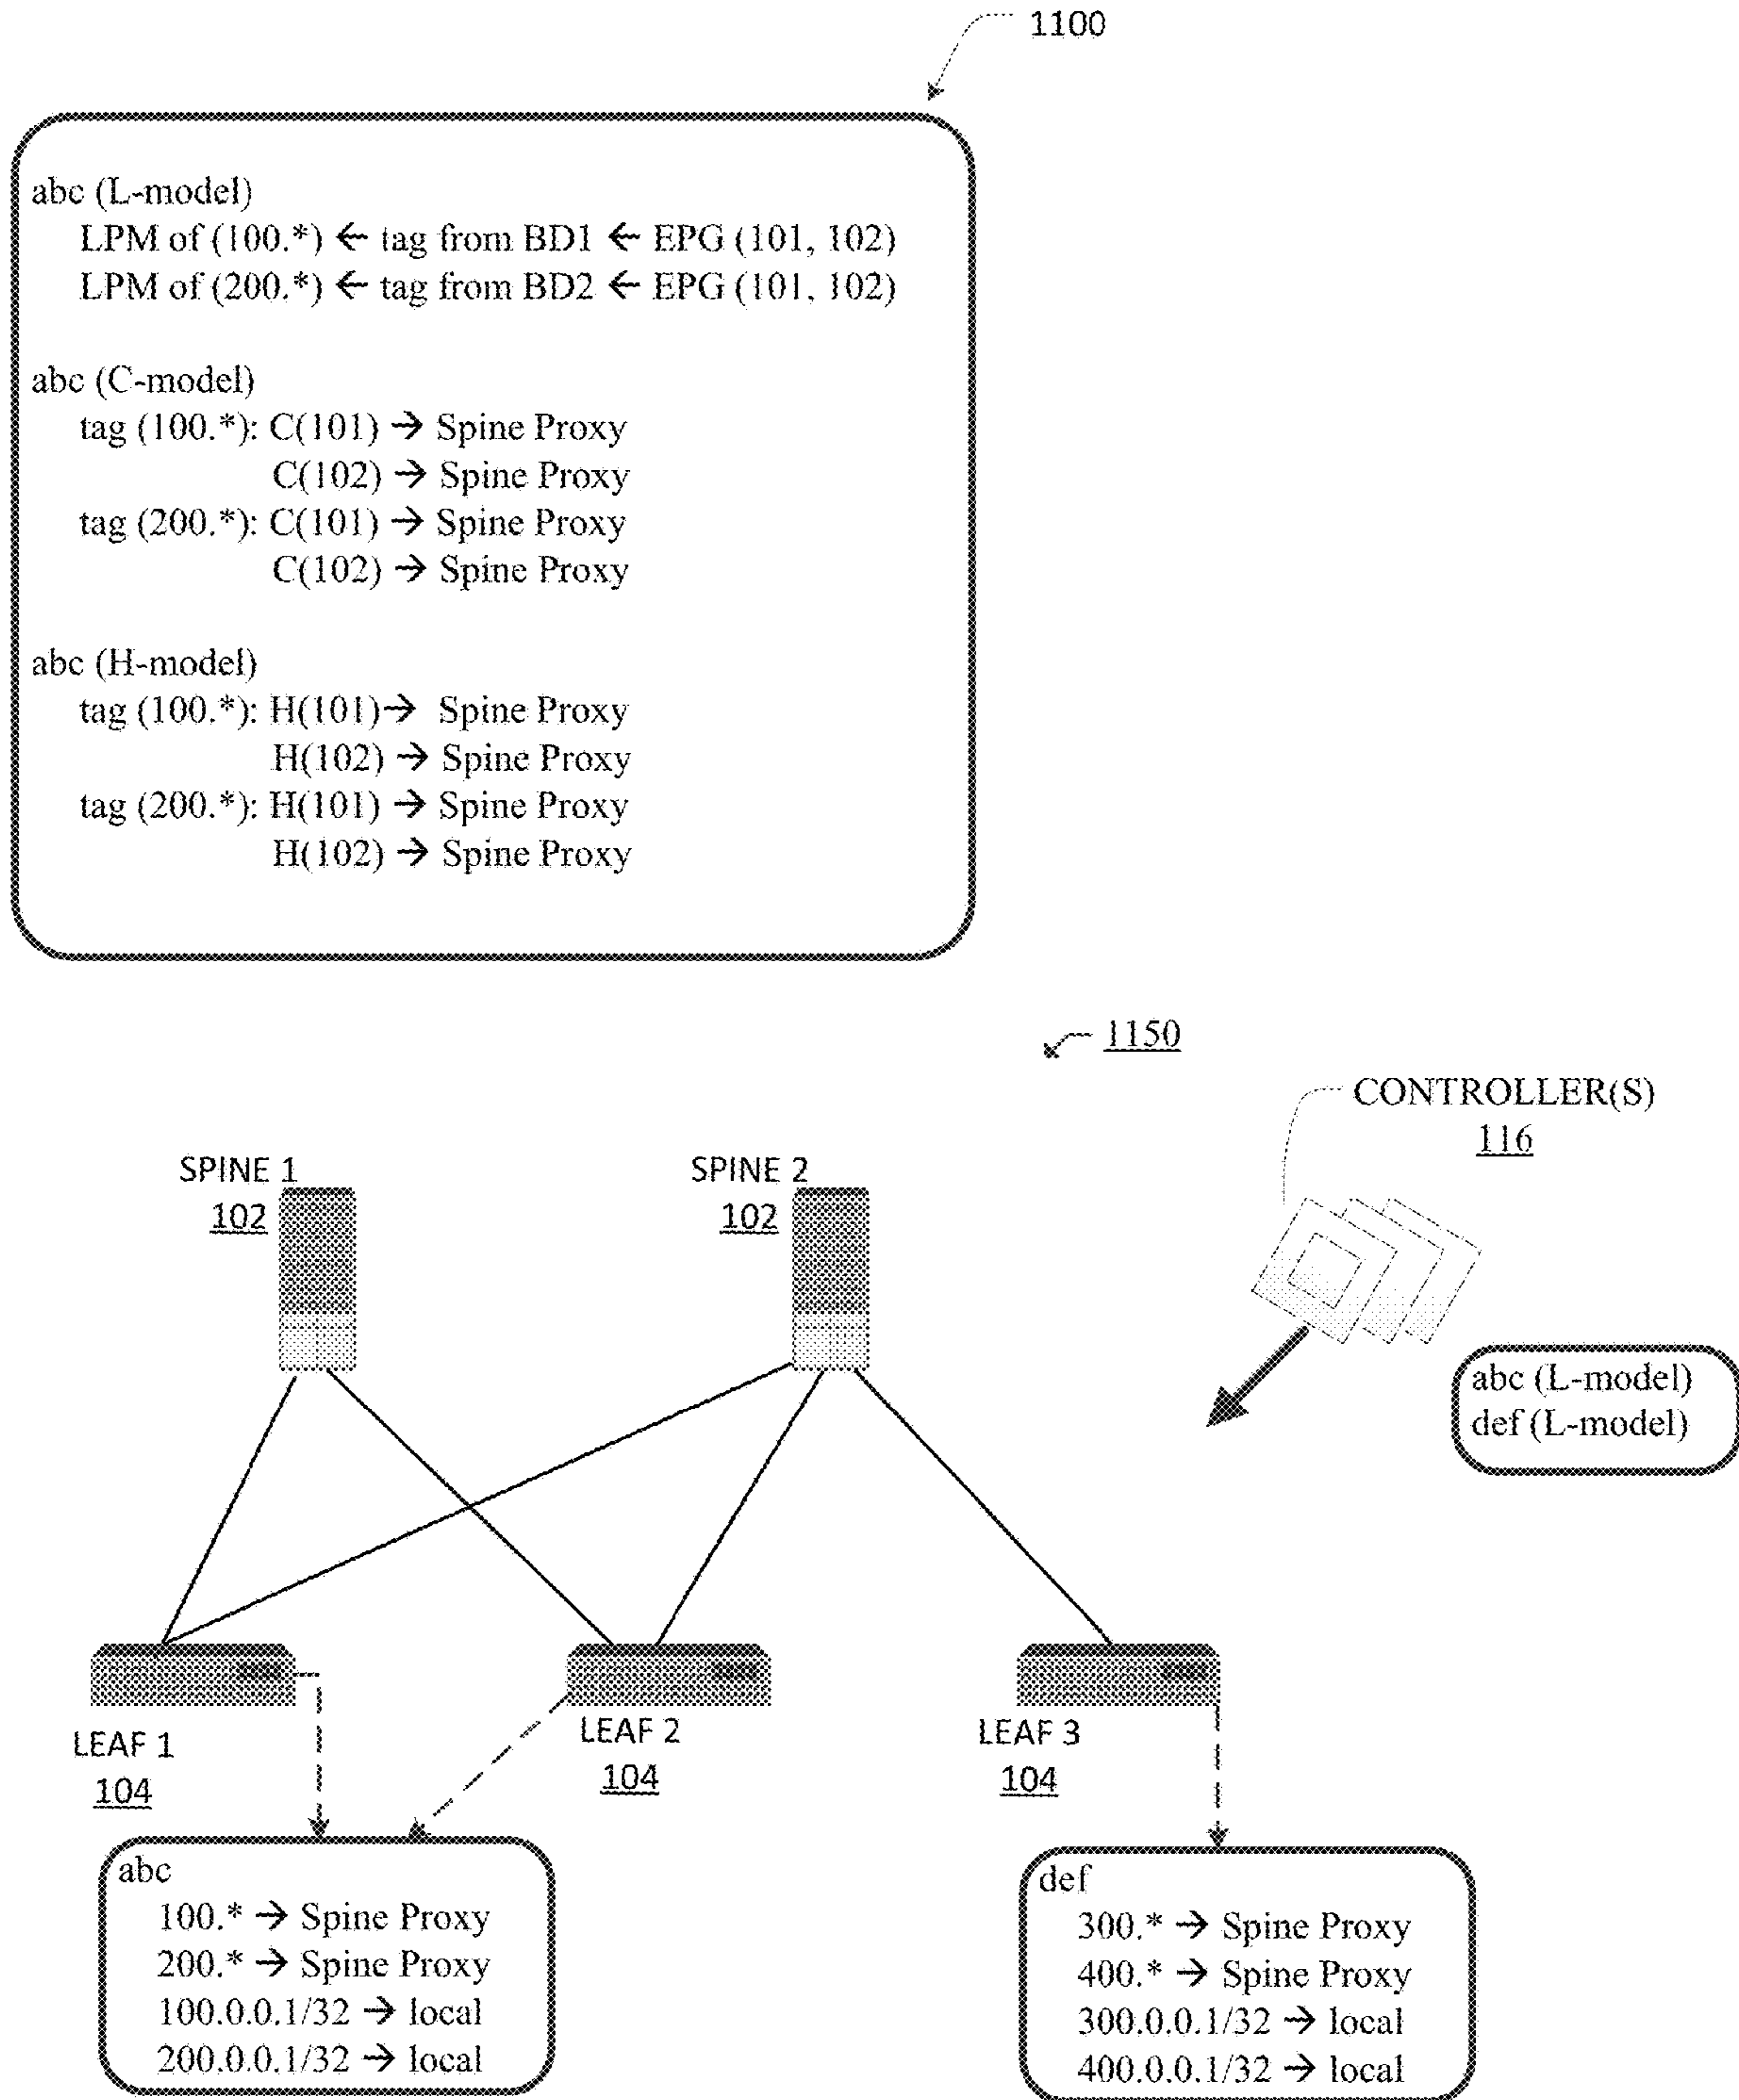 1100
abc (L-model)
LPM of (100.*) ← tag from BD1 ← EPG (101, 102)
LPM of (200.*) ← tag from BD2 ← EPG (101, 102)
abc (C-model)
tag (100.*): C(101) → Spine Proxy
C(102) → Spine Proxy
tag (200.*): C(101) → Spine Proxy
C(102) → Spine Proxy
abc (H-model)
tag (100.*): H(101) → Spine Proxy
H(102) → Spine Proxy
tag (200.*): H(101) → Spine Proxy
H(102) → Spine Proxy
1150
CONTROLLER(S)
116
SPINE 1
102
SPINE 2
102
abc (L-model)
def (L-model)
LEAF 1
104
LEAF 2
104
LEAF 3
104
abc
100.* → Spine Proxy
200.* → Spine Proxy
100.0.0.1/32 → local
200.0.0.1/32 → local
def
300.* → Spine Proxy
400.* → Spine Proxy
300.0.0.1/32 → local
400.0.0.1/32 → local